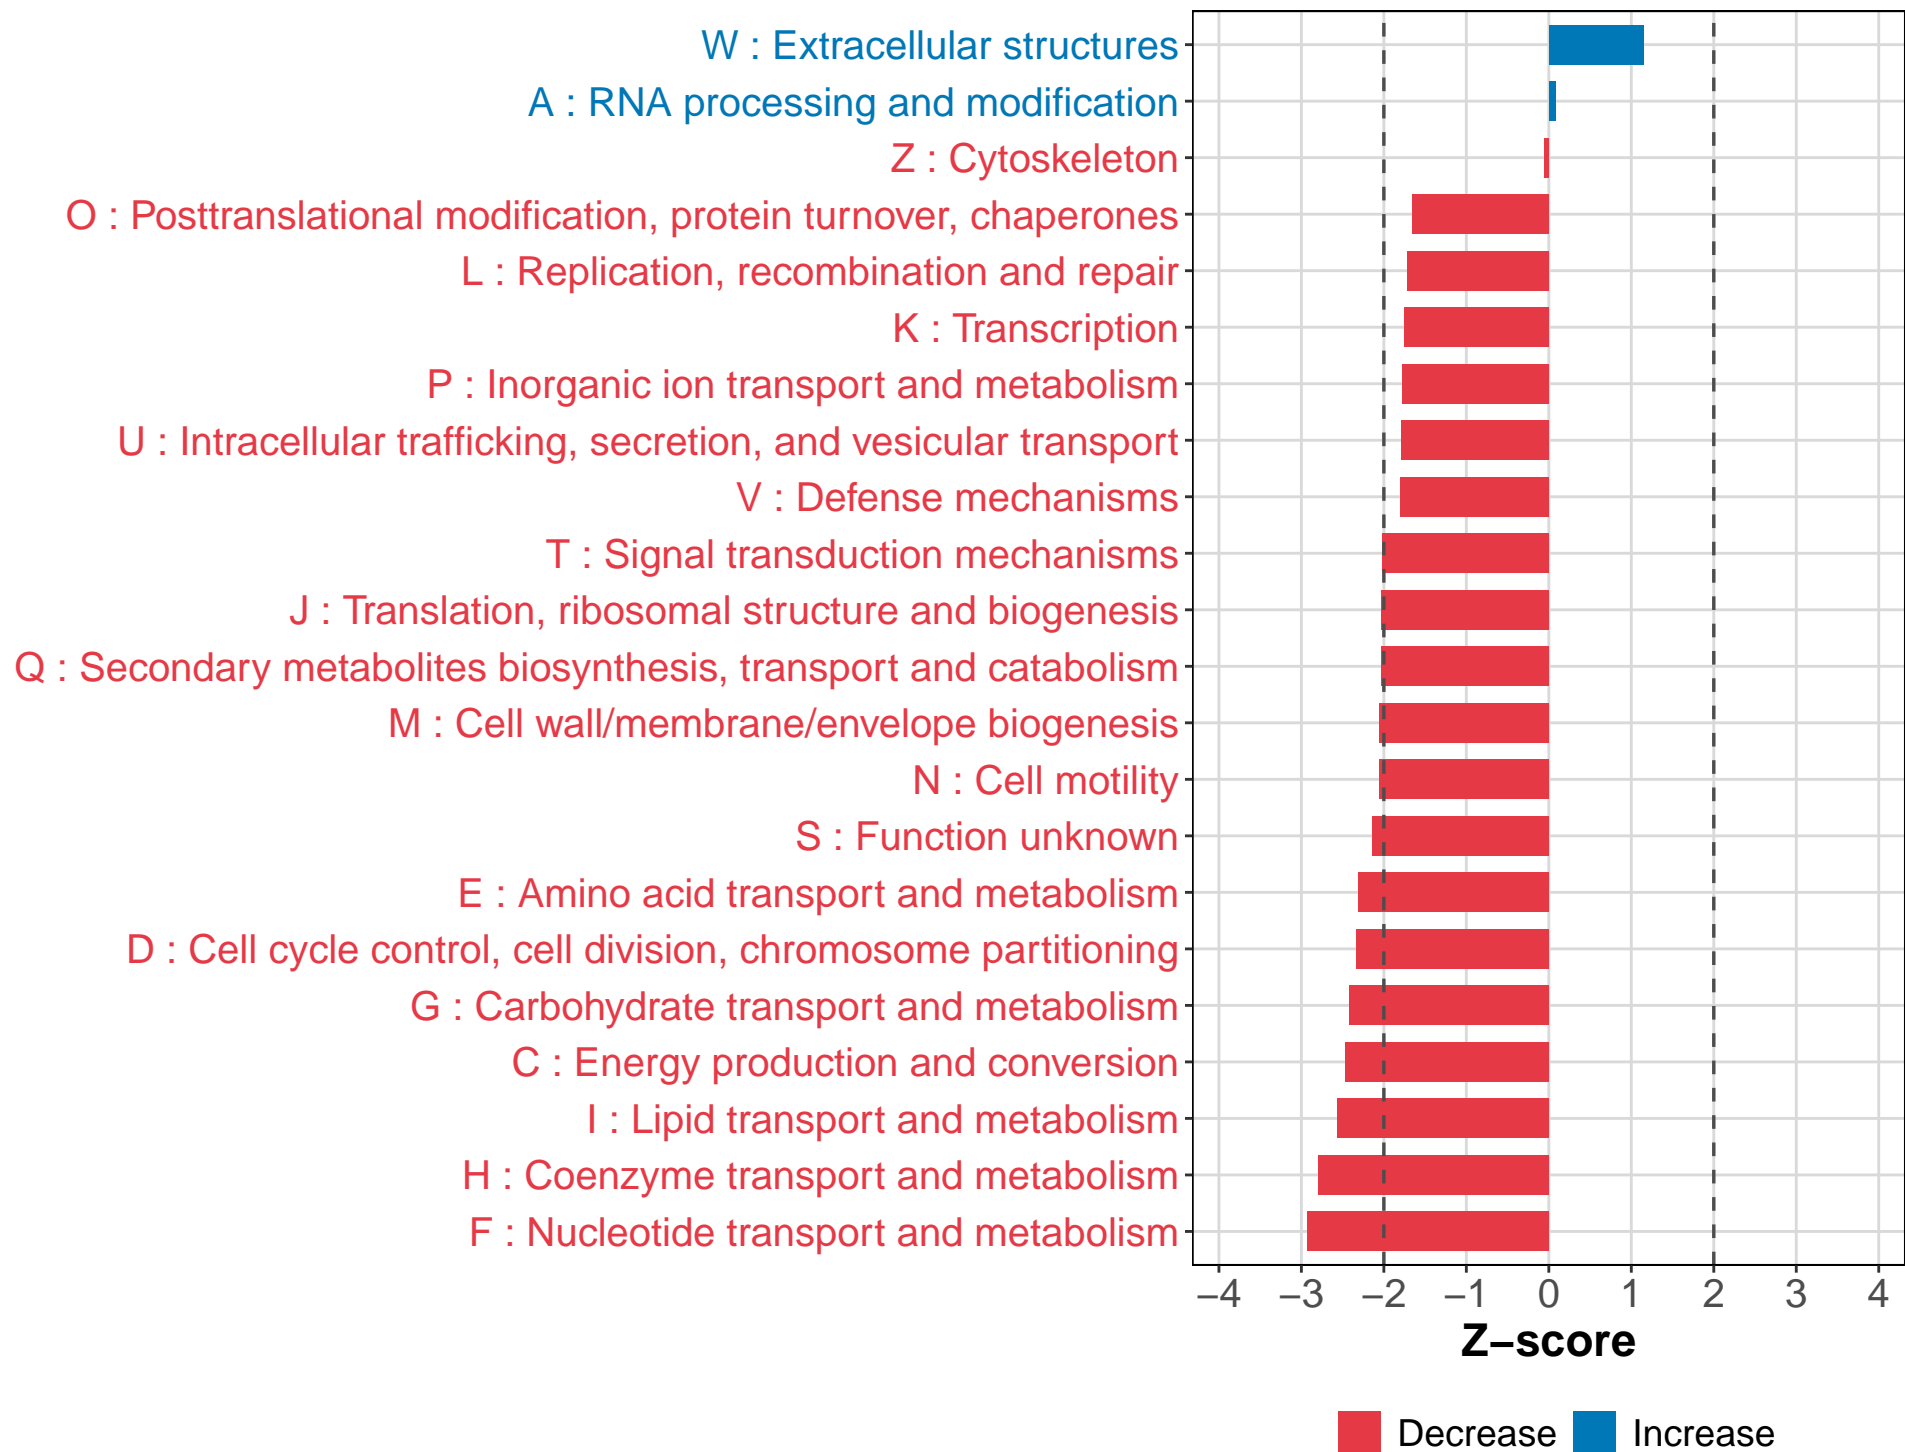 W : Extracellular structures
A : RNA processing and modification
Z : Cytoskeleton
O : Posttranslational modification, protein turnover, chaperones
L : Replication, recombination and repair
K : Transcription
P : Inorganic ion transport and metabolism
U : Intracellular trafficking, secretion, and vesicular transport
V : Defense mechanisms
T : Signal transduction mechanisms
J : Translation, ribosomal structure and biogenesis
Q : Secondary metabolites biosynthesis, transport and catabolism
M : Cell wall/membrane/envelope biogenesis
N : Cell motility
S : Function unknown
E : Amino acid transport and metabolism
D : Cell cycle control, cell division, chromosome partitioning
G : Carbohydrate transport and metabolism
C : Energy production and conversion
I : Lipid transport and metabolism
H : Coenzyme transport and metabolism
F : Nucleotide transport and metabolism
−4 −3 −2 −1 0 1 2 3 4
Z−score
Decrease Increase